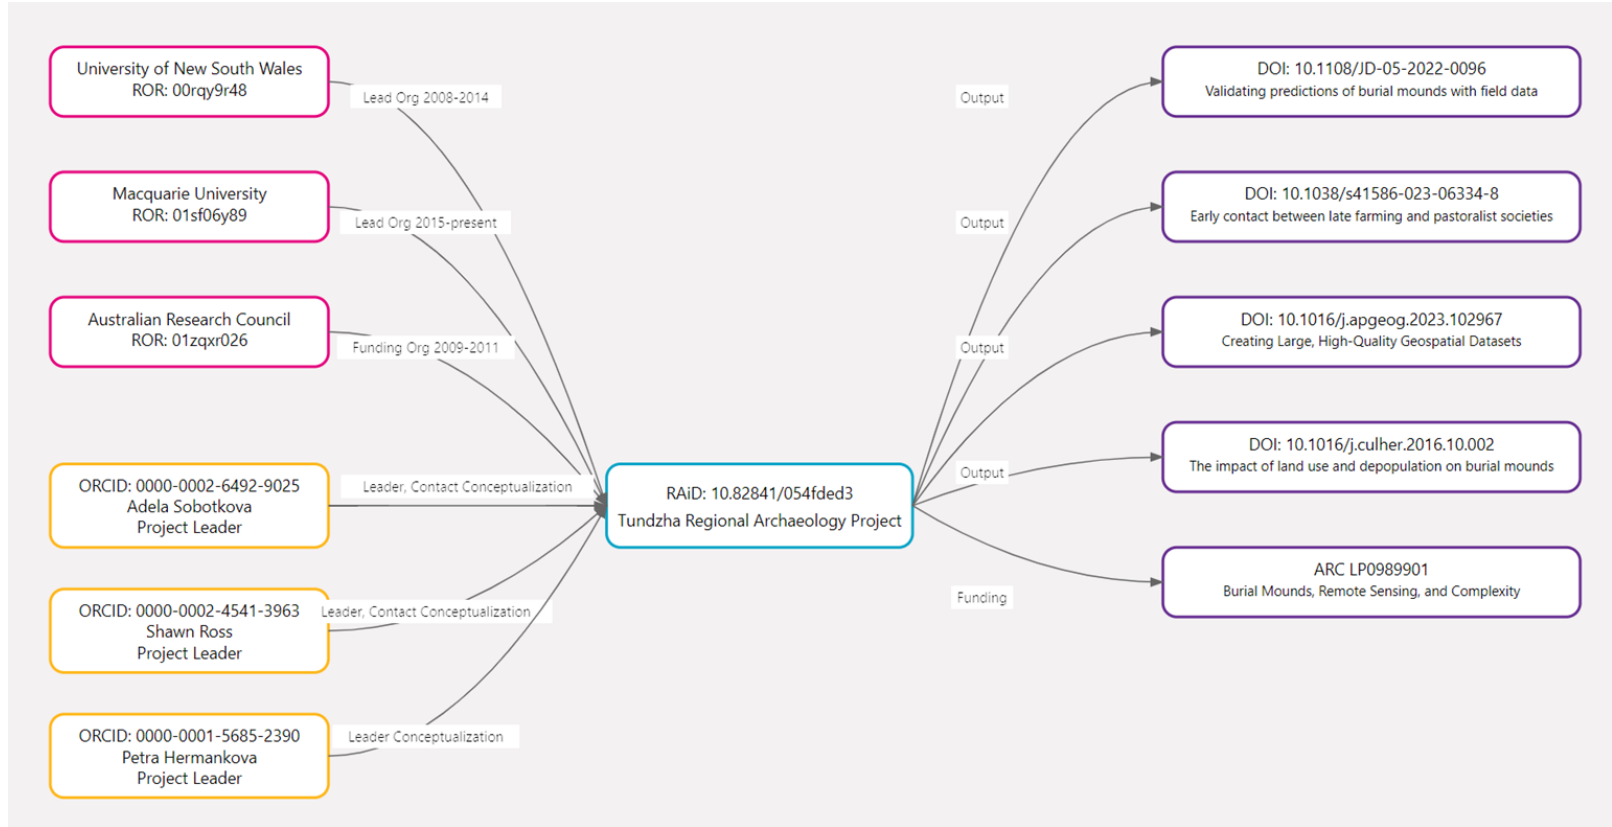 University of New South Wales
ROR: 00rqy9r48
Lead Org 2008-2014
Macquarie University
ROR: 01sf06y89
Lead Org 2015-present
Australian Research Council
ROR: 01zqxr026
Funding Org 2009-2011
ORCID: 0000-0002-6492-9025
Adela Sobotkova
Project Leader
Leader, Contact Conceptualization
ORCID: 0000-0002-4541-3963
Shawn Ross
Project Leader
Leader, Contact Conceptualization
ORCID: 0000-0001-5685-2390
Petra Hermankova
Project Leader
Leader Conceptualization
RAiD: 10.82841/054fded3
Tundzha Regional Archaeology Project
Output
DOI: 10.1108/JD-05-2022-0096
Validating predictions of burial mounds with field data
Output
DOI: 10.1038/s41586-023-06334-8
Early contact between late farming and pastoralist societies
Output
DOI: 10.1016/j.apgeog.2023.102967
Creating Large, High-Quality Geospatial Datasets
Output
DOI: 10.1016/j.culher.2016.10.002
The impact of land use and depopulation on burial mounds
Funding
ARC LP0989901
Burial Mounds, Remote Sensing, and Complexity